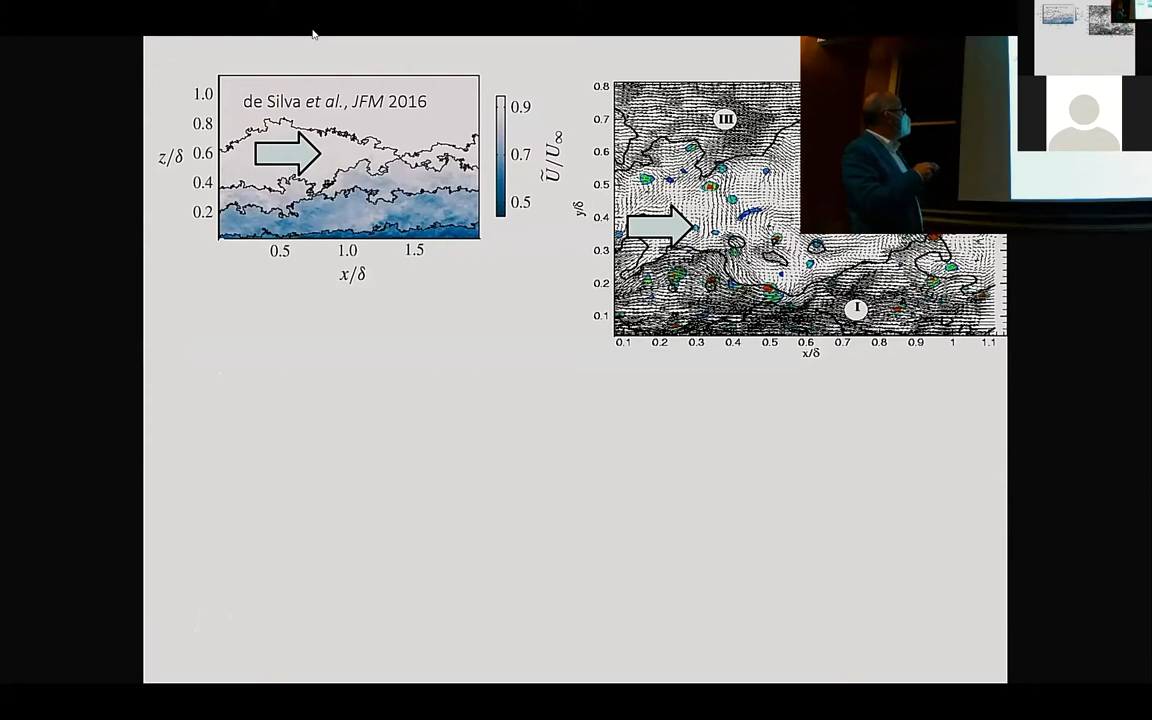 de Silva et al., JFM 2016
1.0
0.8
0.6
0.4
0.2
z/δ
0.5
1.0
1.5
x/δ
0.9
0.7
0.5
Ũ/U∞
0.8
0.7
0.6
0.5
0.4
0.3
0.2
0.1
y/δ
III
I
0.1 0.2 0.3 0.4 0.5 0.6 0.7 0.8 0.9 1 1.1
x/δ